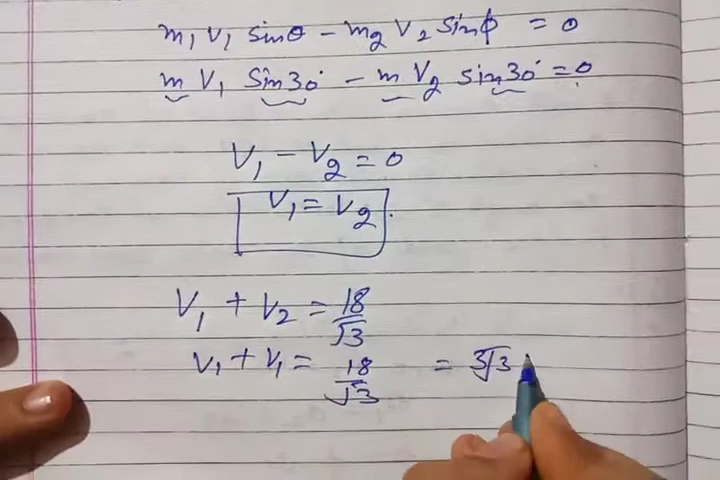 m₁ v₁ sinθ - m₂ v₂ sinϕ = 0
m v₁ sin30° - m v₂ sin30° = 0
v₁ - v₂ = 0
v₁ = v₂
v₁ + v₂ = 18/√3
v₁ + v₁ = 18/√3 = 3√3